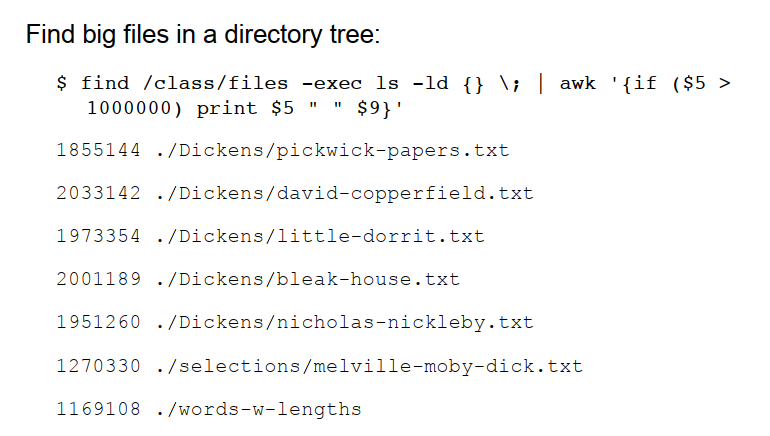 Find big files in a directory tree:
$ find /class/files -exec ls -ld {} \; | awk '{if ($5 >
1000000) print $5 " " $9}'
1855144 ./Dickens/pickwick-papers.txt
2033142 ./Dickens/david-copperfield.txt
1973354 ./Dickens/little-dorrit.txt
2001189 ./Dickens/bleak-house.txt
1951260 ./Dickens/nicholas-nickleby.txt
1270330 ./selections/melville-moby-dick.txt
1169108 ./words-w-lengths